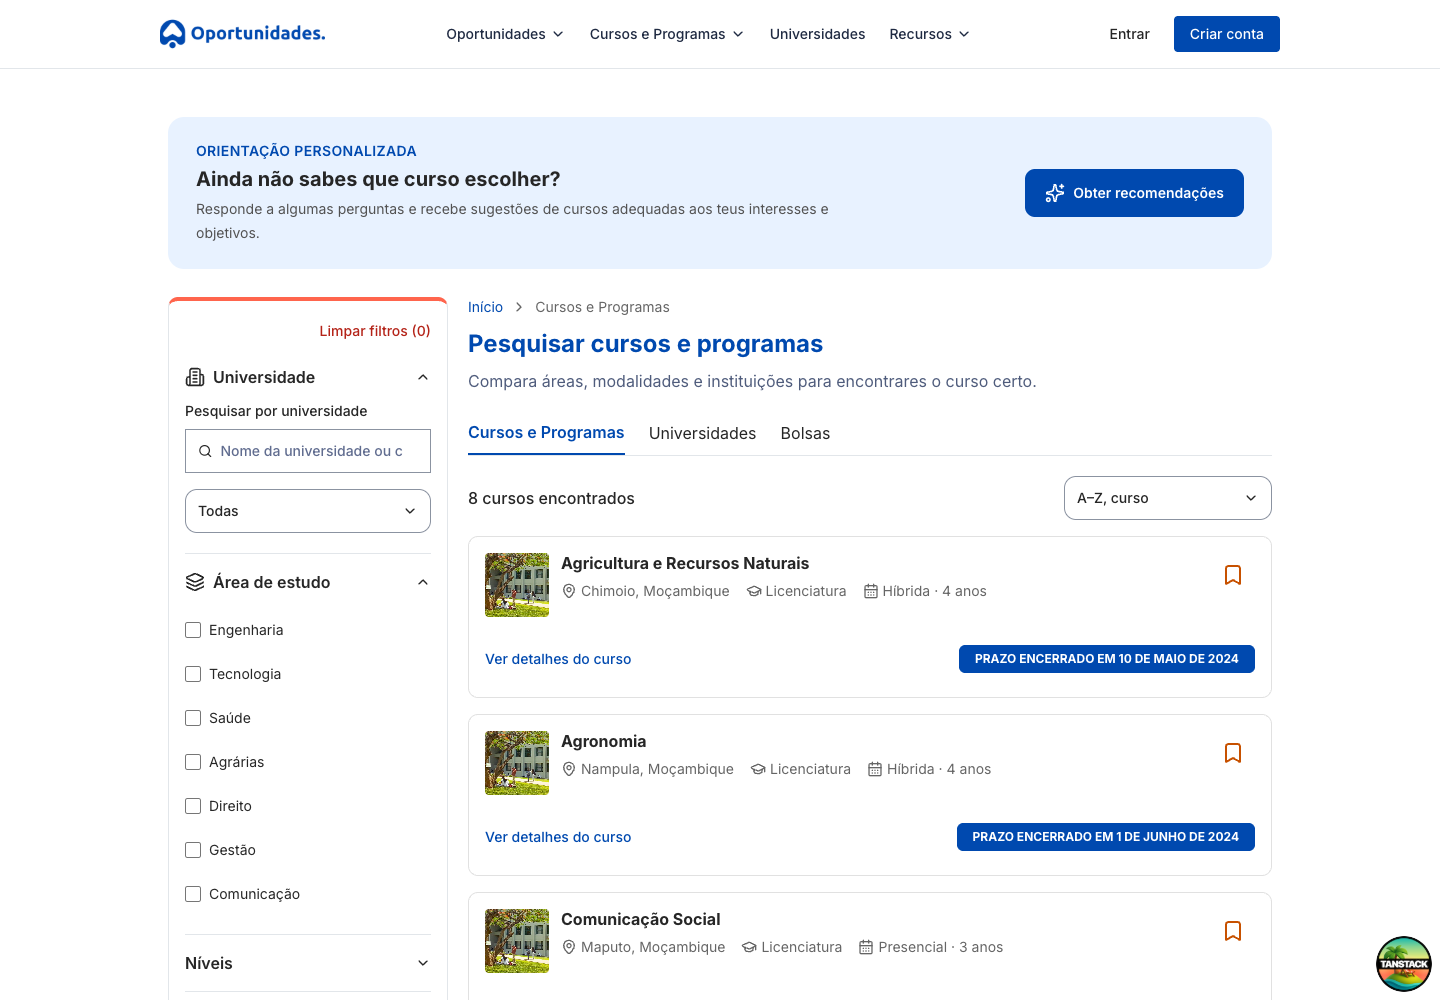 Oportunidades.
Oportunidades
Cursos e Programas
Universidades
Recursos
Entrar
Criar conta
ORIENTAÇÃO PERSONALIZADA
Ainda não sabes que curso escolher?
Responde a algumas perguntas e recebe sugestões de cursos adequadas aos teus interesses e
objetivos.
Obter recomendações
Limpar filtros (0)
Universidade
Pesquisar por universidade
Nome da universidade ou c
Todas
Área de estudo
Engenharia
Tecnologia
Saúde
Agrárias
Direito
Gestão
Comunicação
Níveis
Início
Cursos e Programas
Pesquisar cursos e programas
Compara áreas, modalidades e instituições para encontrares o curso certo.
Cursos e Programas
Universidades
Bolsas
8 cursos encontrados
A–Z, curso
Agricultura e Recursos Naturais
Chimoio, Moçambique
Licenciatura
Híbrida · 4 anos
Ver detalhes do curso
PRAZO ENCERRADO EM 10 DE MAIO DE 2024
Agronomia
Nampula, Moçambique
Licenciatura
Híbrida · 4 anos
Ver detalhes do curso
PRAZO ENCERRADO EM 1 DE JUNHO DE 2024
Comunicação Social
Maputo, Moçambique
Licenciatura
Presencial · 3 anos
TANSTACK